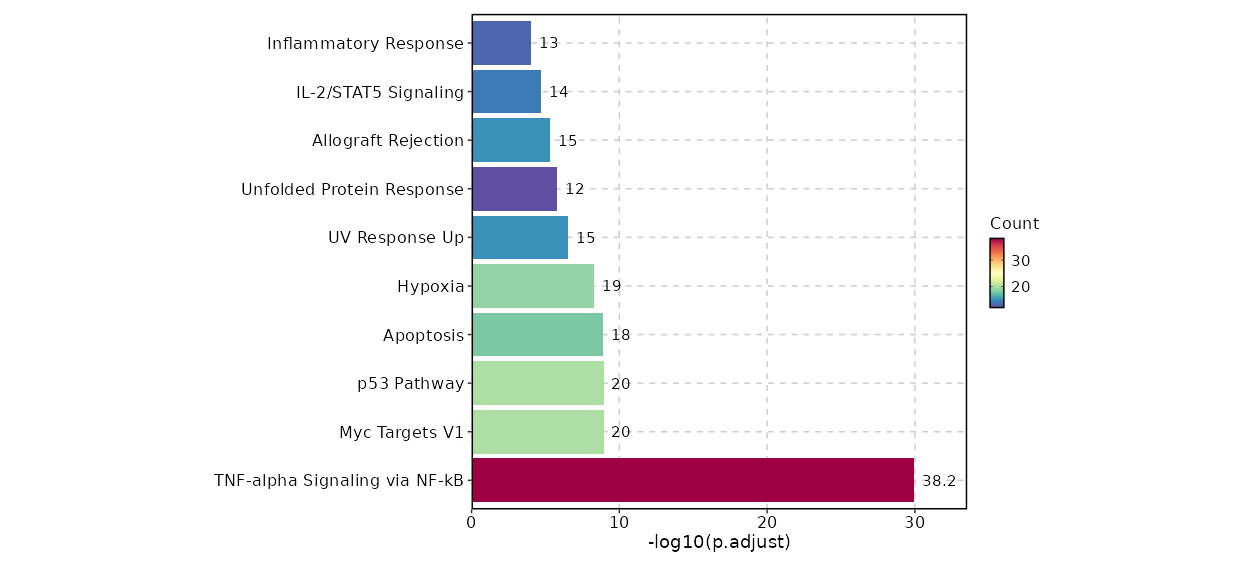 Inflammatory Response 13
IL-2/STAT5 Signaling 14
Allograft Rejection 15
Unfolded Protein Response 12
UV Response Up 15
Hypoxia 19
Apoptosis 18
p53 Pathway 20
Myc Targets V1 20
TNF-alpha Signaling via NF-kB 38.2
0 10 20 30
-log10(p.adjust)
Count
30
20